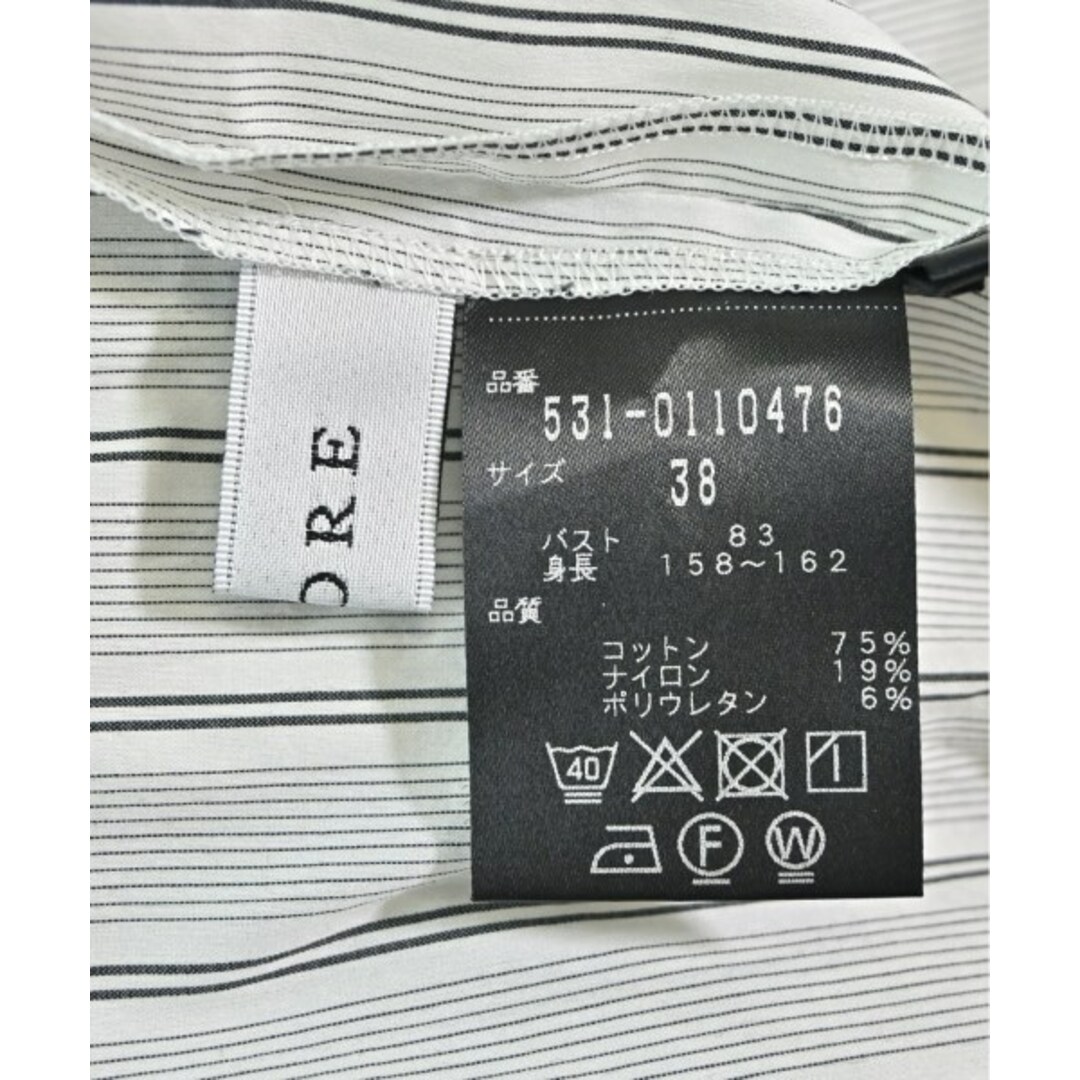 ORE
品番
531-0110476
サイズ 38
バスト 83
身長 158～162
品質
コットン 75%
ナイロン 19%
ポリウレタン 6%
40
F W